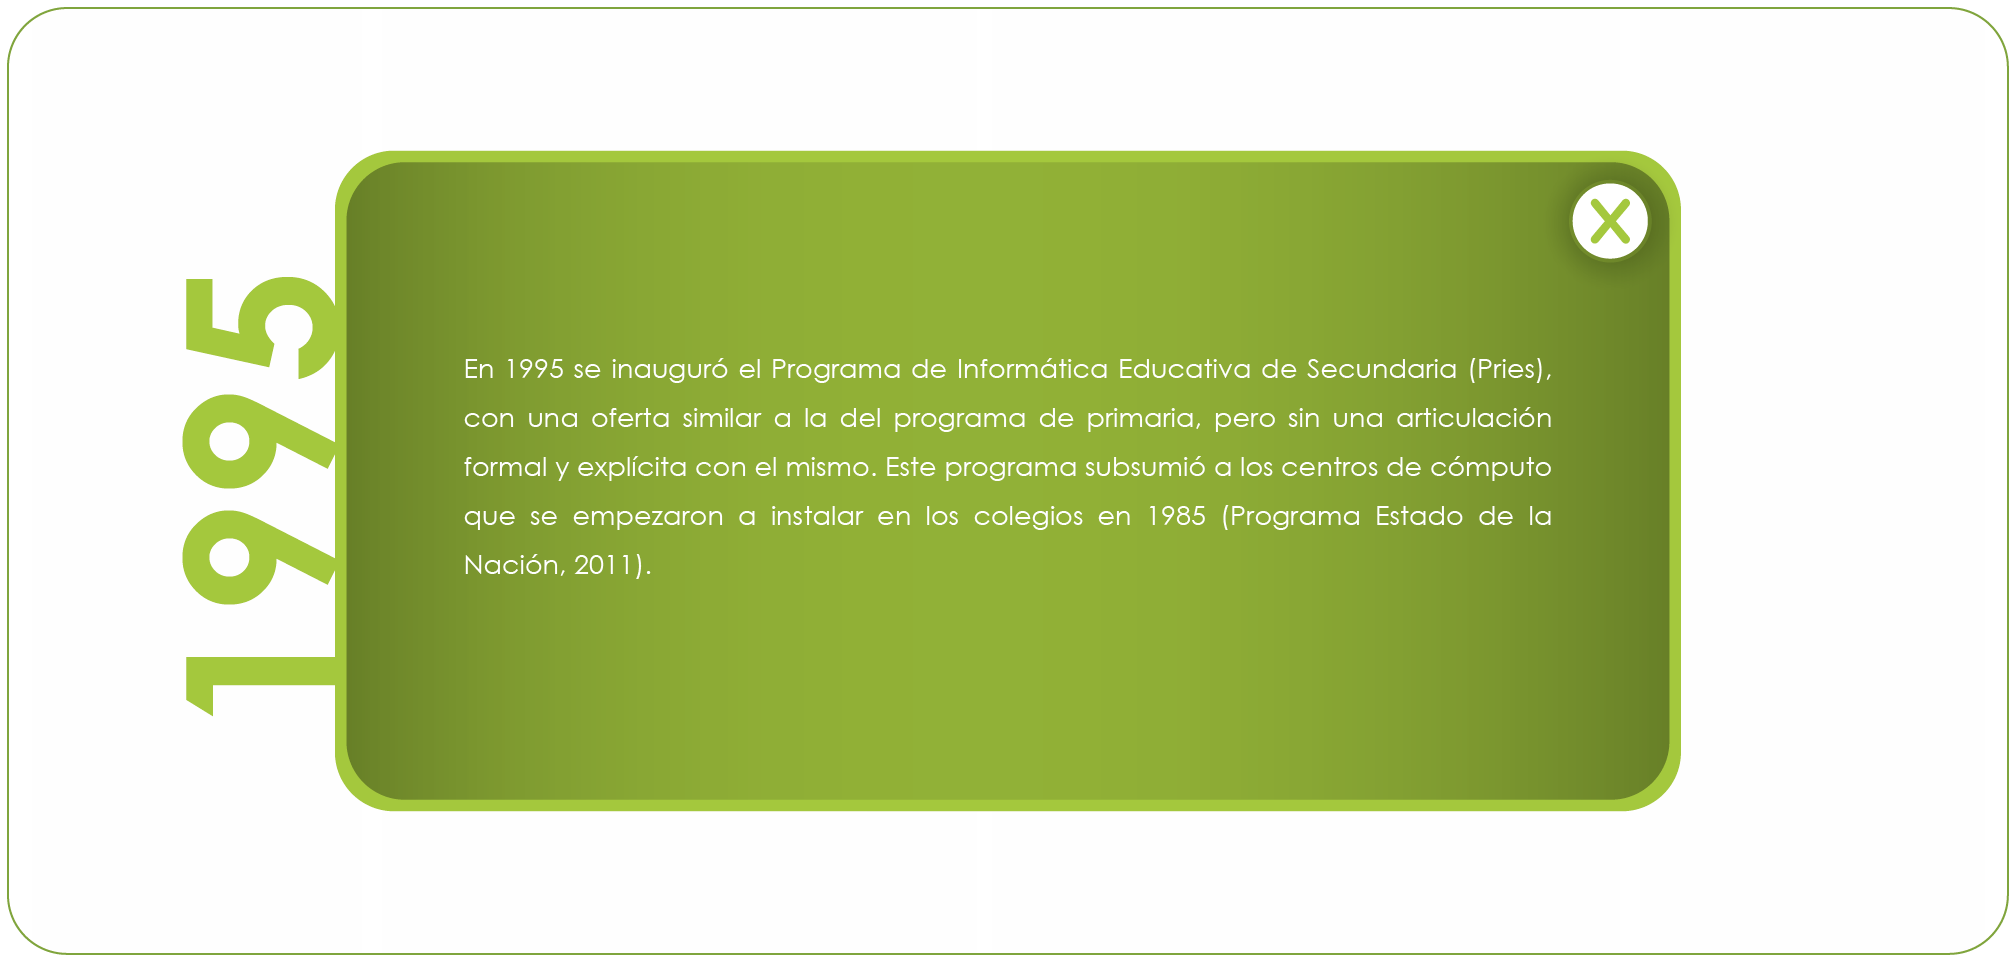 1995
X
En 1995 se inauguró el Programa de Informática Educativa de Secundaria (Pries),
con una oferta similar a la del programa de primaria, pero sin una articulación
formal y explícita con el mismo. Este programa subsumió a los centros de cómputo
que se empezaron a instalar en los colegios en 1985 (Programa Estado de la
Nación, 2011).